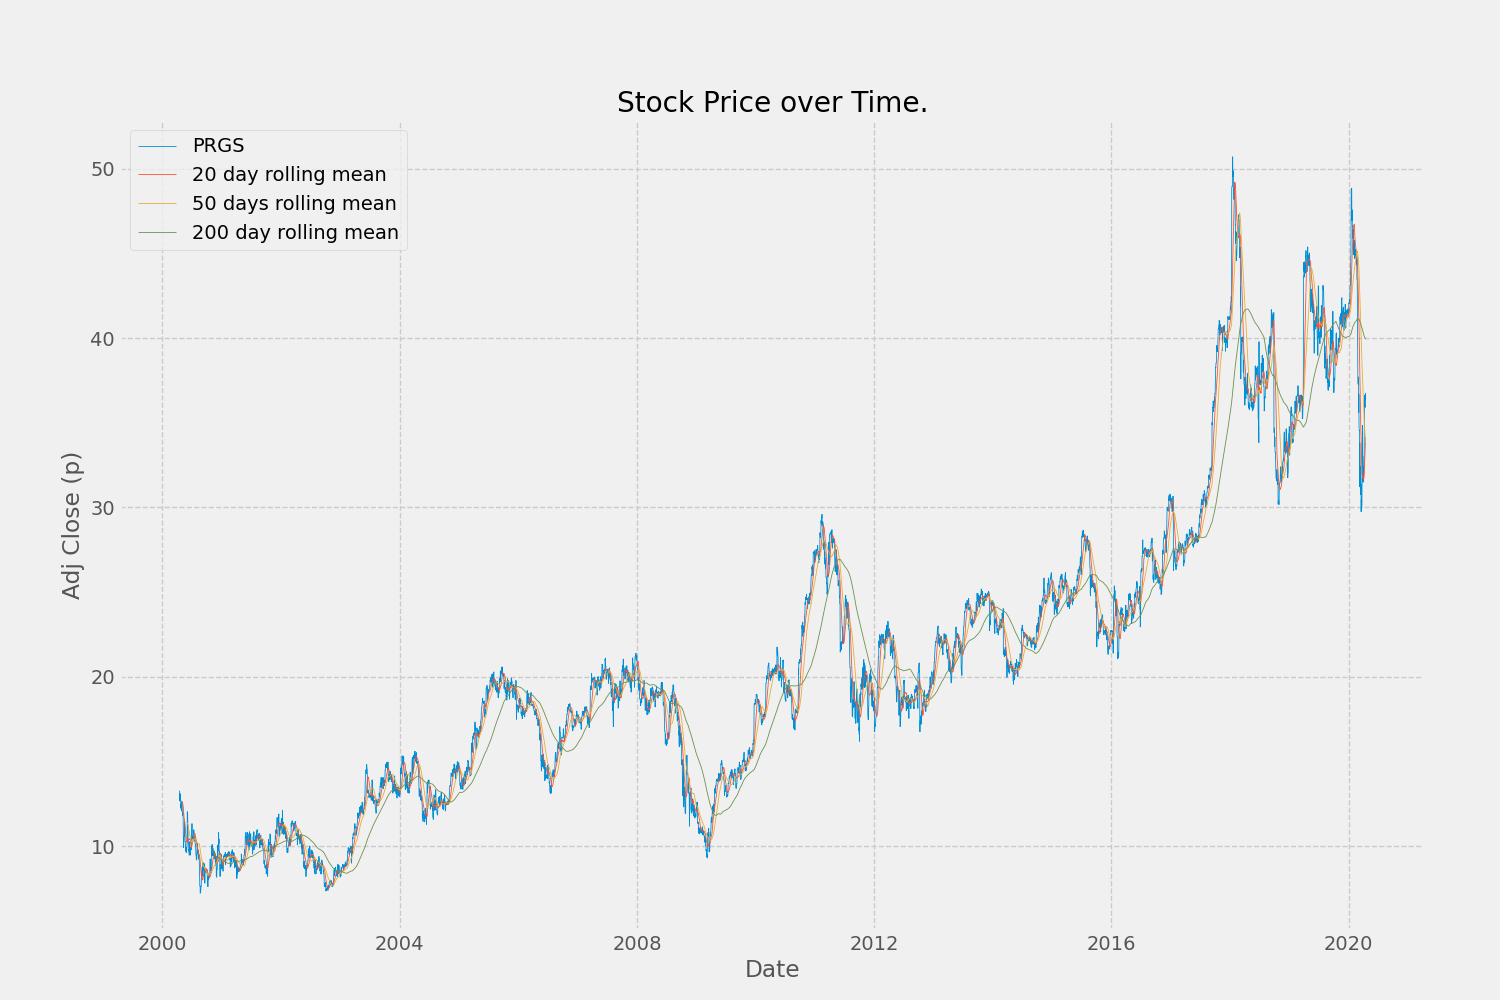 Stock Price over Time.
PRGS
20 day rolling mean
50 days rolling mean
200 day rolling mean
50
40
30
20
10
Adj Close (p)
2000 2004 2008 2012 2016 2020
Date